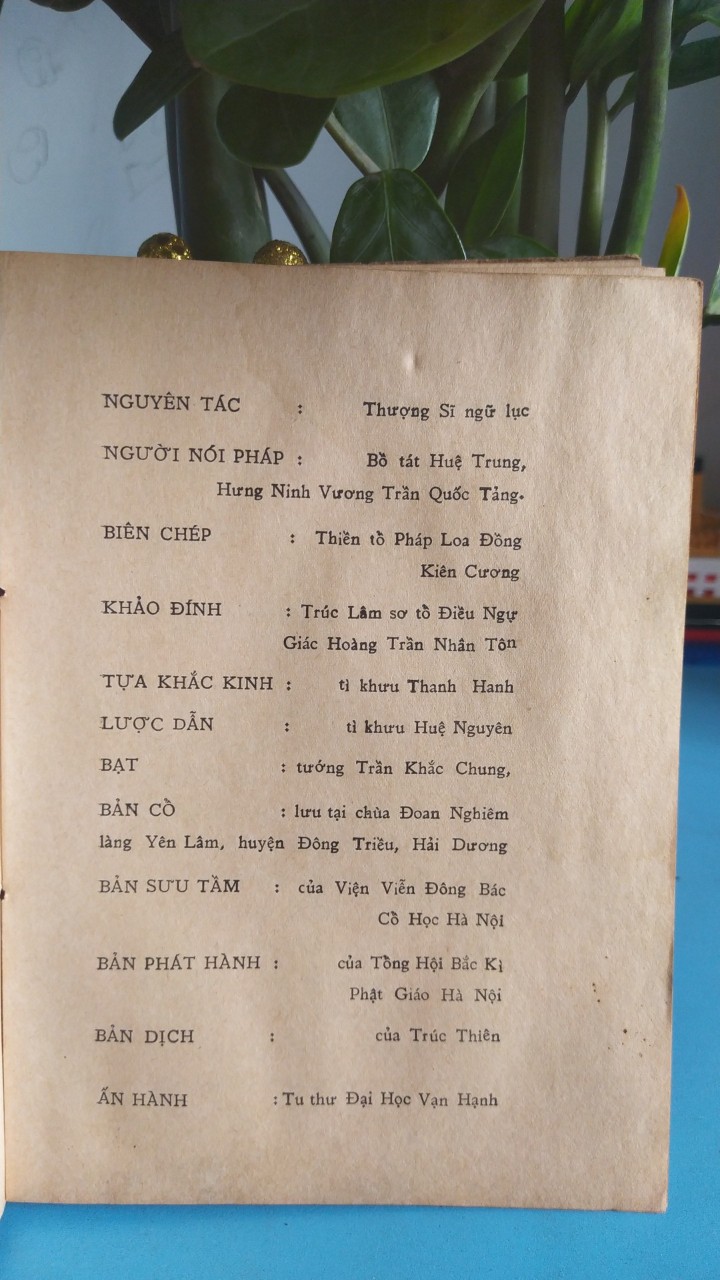 NGUYÊN TÁC : Thượng Sĩ ngữ lục
NGƯỜI NÓI PHÁP : Bồ tát Huệ Trung,
Hưng Ninh Vương Trần Quốc Tảng.
BIÊN CHÉP : Thiền tổ Pháp Loa Đồng
Kiên Cương
KHẢO ĐÍNH : Trúc Lâm sơ tổ Điều Ngự
Giác Hoàng Trần Nhân Tôn
TỰA KHẮC KINH : tì khưu Thanh Hanh
LƯỢC DẪN : tì khưu Huệ Nguyên
BẠT : tướng Trần Khắc Chung,
BẢN CỔ : lưu tại chùa Đoan Nghiêm
làng Yên Lâm, huyện Đông Triều, Hải Dương
BẢN SƯU TẦM : của Viện Viễn Đông Bác
Cổ Học Hà Nội
BẢN PHÁT HÀNH : của Tổng Hội Bắc Kì
Phật Giáo Hà Nội
BẢN DỊCH : của Trúc Thiên
ẤN HÀNH : Tu thư Đại Học Vạn Hạnh